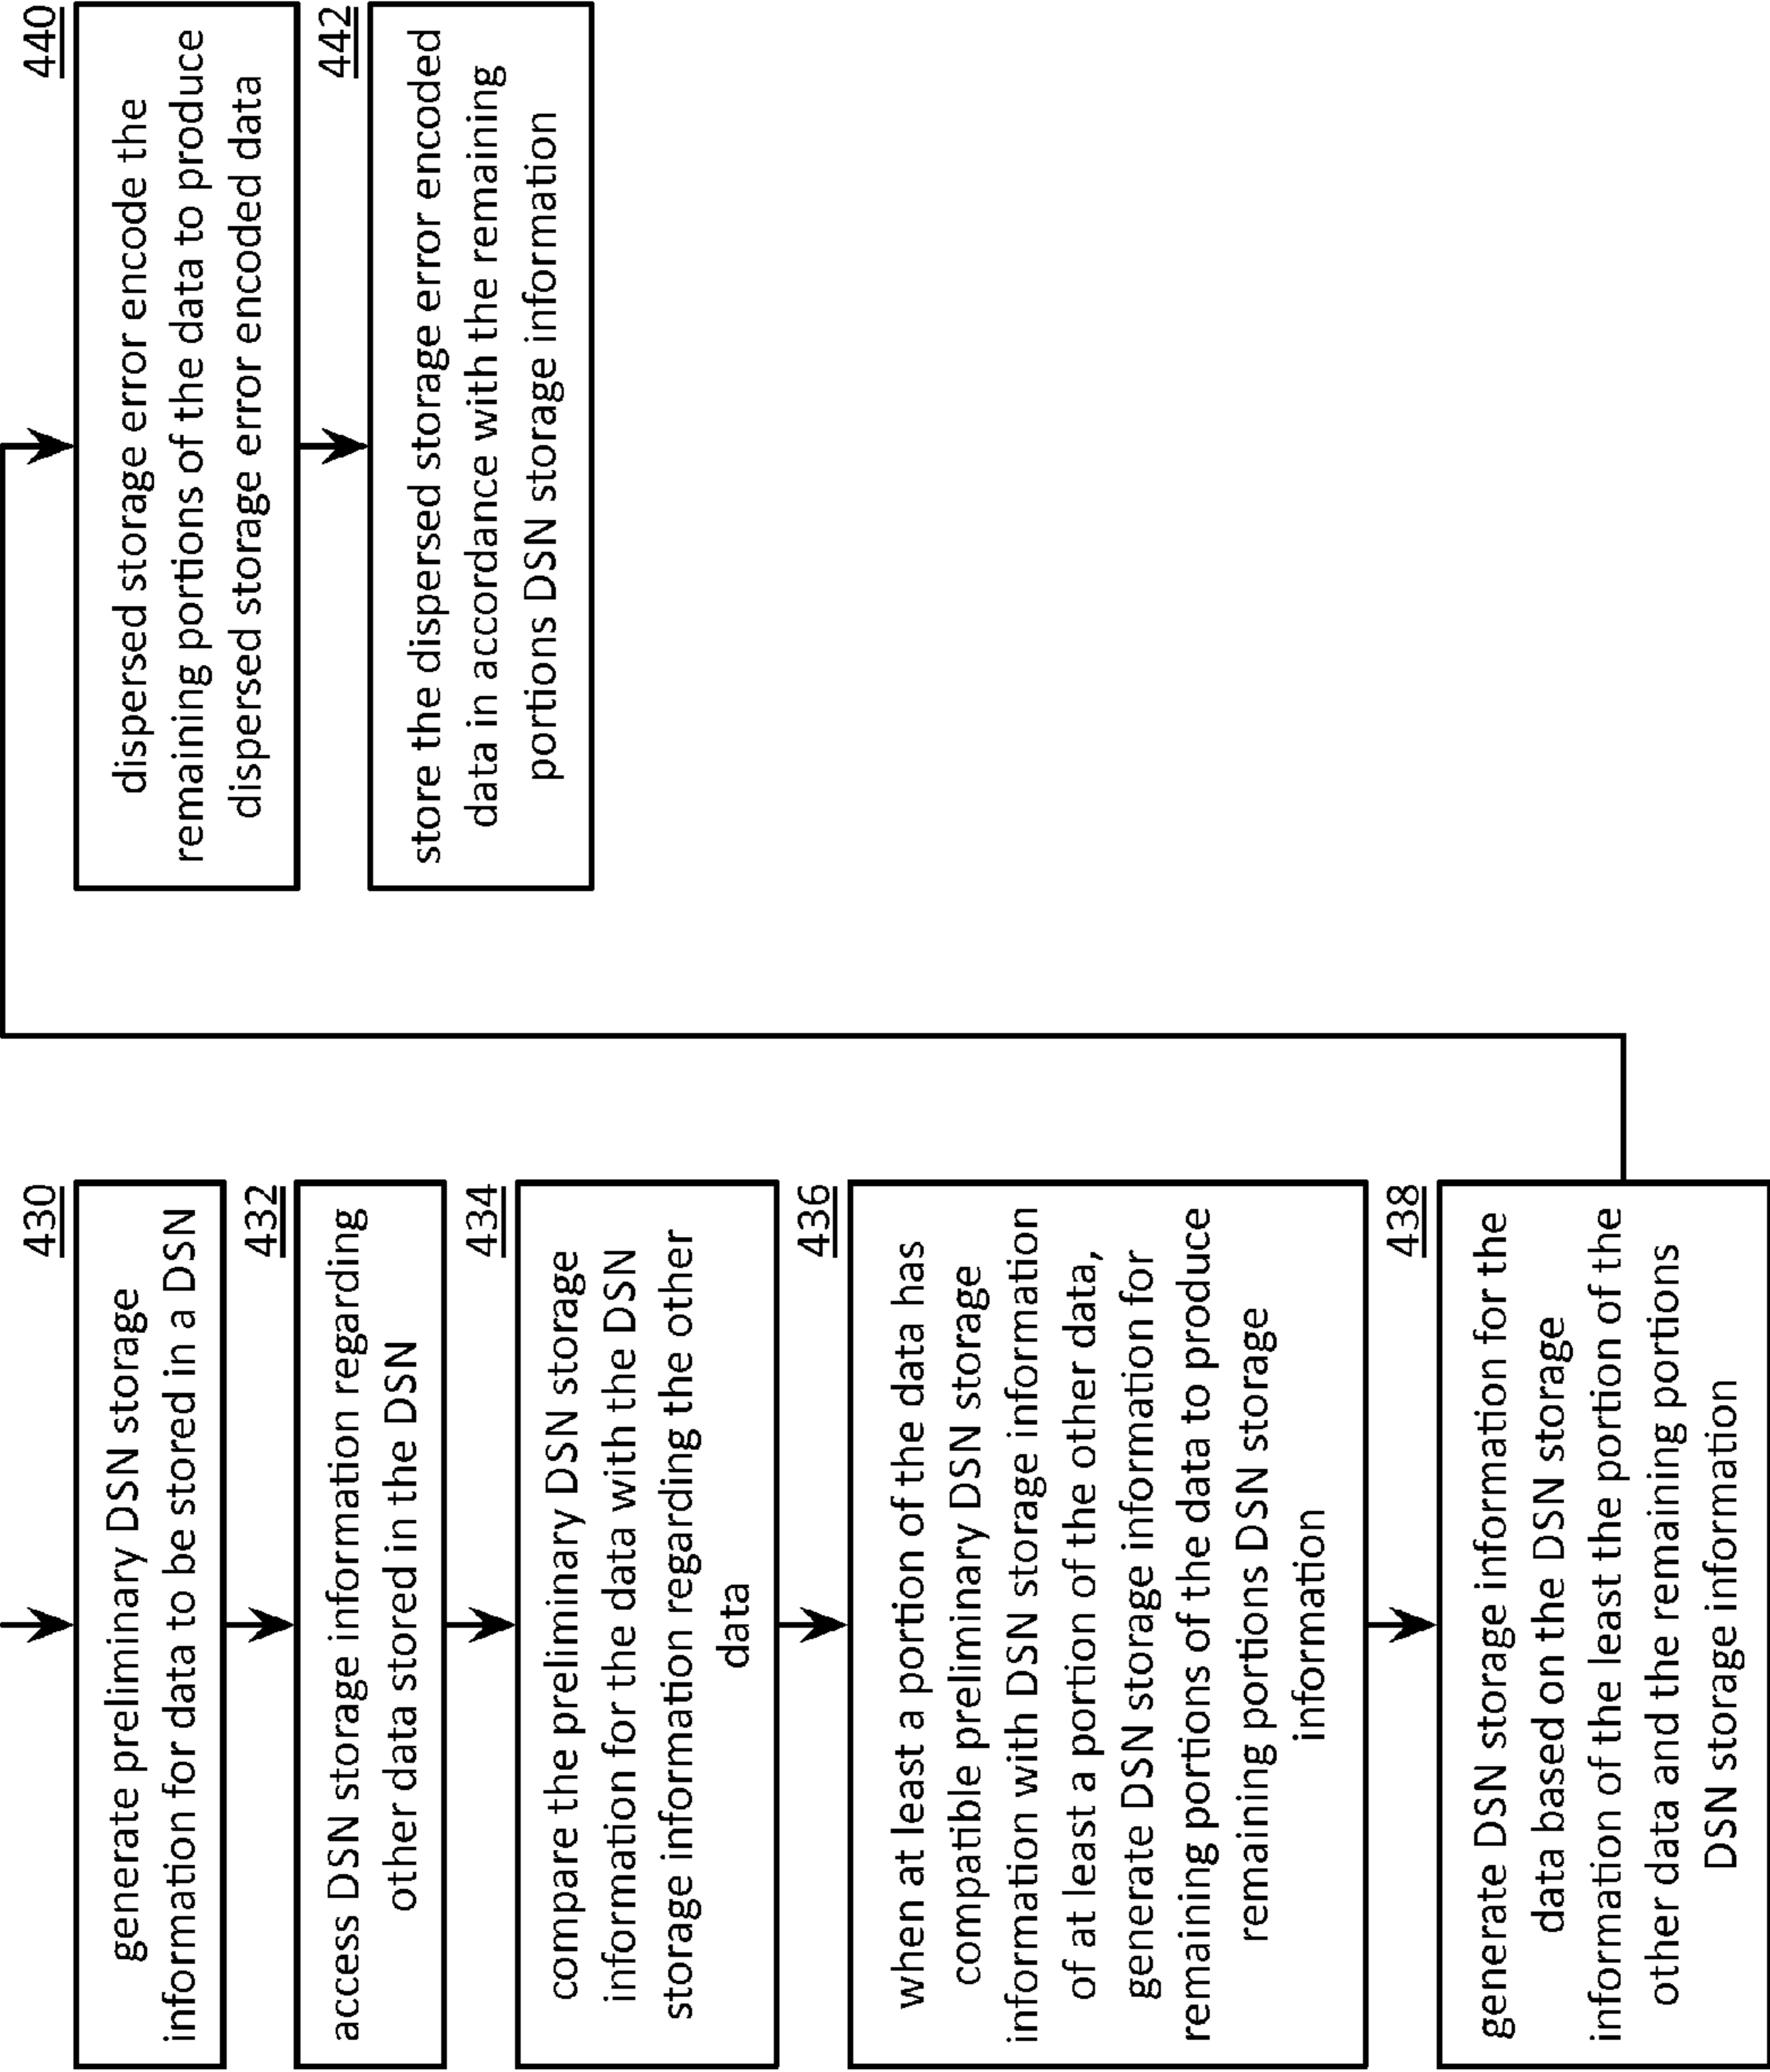 430
generate preliminary DSN storage
information for data to be stored in a DSN
432
access DSN storage information regarding
other data stored in the DSN
434
compare the preliminary DSN storage
information for the data with the DSN
storage information regarding the other
data
436
when at least a portion of the data has
compatible preliminary DSN storage
information with DSN storage information
of at least a portion of the other data,
generate DSN storage information for
remaining portions of the data to produce
remaining portions DSN storage
information
438
generate DSN storage information for the
data based on the DSN storage
information of the least the portion of the
other data and the remaining portions
DSN storage information
440
dispersed storage error encode the
remaining portions of the data to produce
dispersed storage error encoded data
442
store the dispersed storage error encoded
data in accordance with the remaining
portions DSN storage information